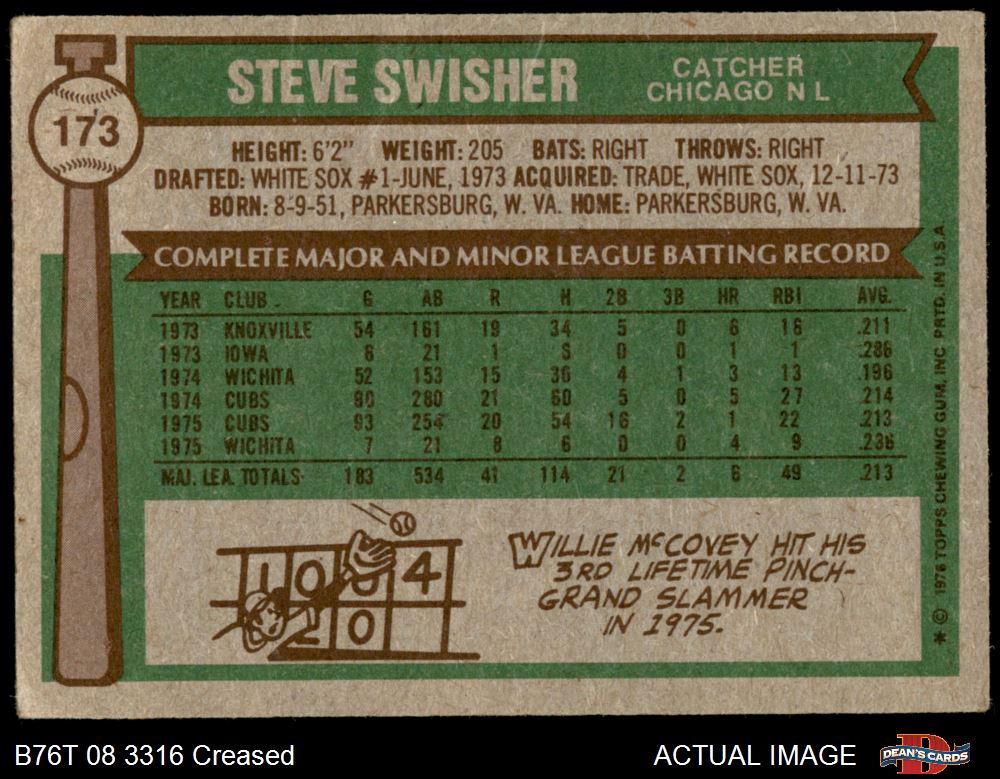 STEVE SWISHER
CATCHER
CHICAGO N L
173
HEIGHT: 6'2" WEIGHT: 205 BATS: RIGHT THROWS: RIGHT
DRAFTED: WHITE SOX #1-JUNE, 1973 ACQUIRED: TRADE, WHITE SOX, 12-11-73
BORN: 8-9-51, PARKERSBURG, W. VA. HOME: PARKERSBURG, W. VA.
COMPLETE MAJOR AND MINOR LEAGUE BATTING RECORD
YEAR CLUB G AB R H 2B 3B HR RBI AVG.
1973 KNOXVILLE 54 161 19 34 5 0 6 16 .211
1973 IOWA 6 21 1 0 0 1 1 .286
1974 WICHITA 52 153 15 30 4 1 3 13 .196
1974 CUBS 90 280 21 60 5 0 5 27 .214
1975 CUBS 93 254 20 54 16 2 1 22 .213
1975 WICHITA 7 21 8 6 0 0 4 9
MAJ. LEA. TOTALS 183 534 41 114 21 2 6 49 .213
1 0 0 4
2 0
WILLIE McCOVEY HIT HIS
3RD LIFETIME PINCH-
GRAND SLAMMER
IN 1975.
* © 1976 TOPPS CHEWING GUM, INC. PRTD. IN U.S.A.
B76T 08 3316 Creased
ACTUAL IMAGE
DEAN'S CARDS